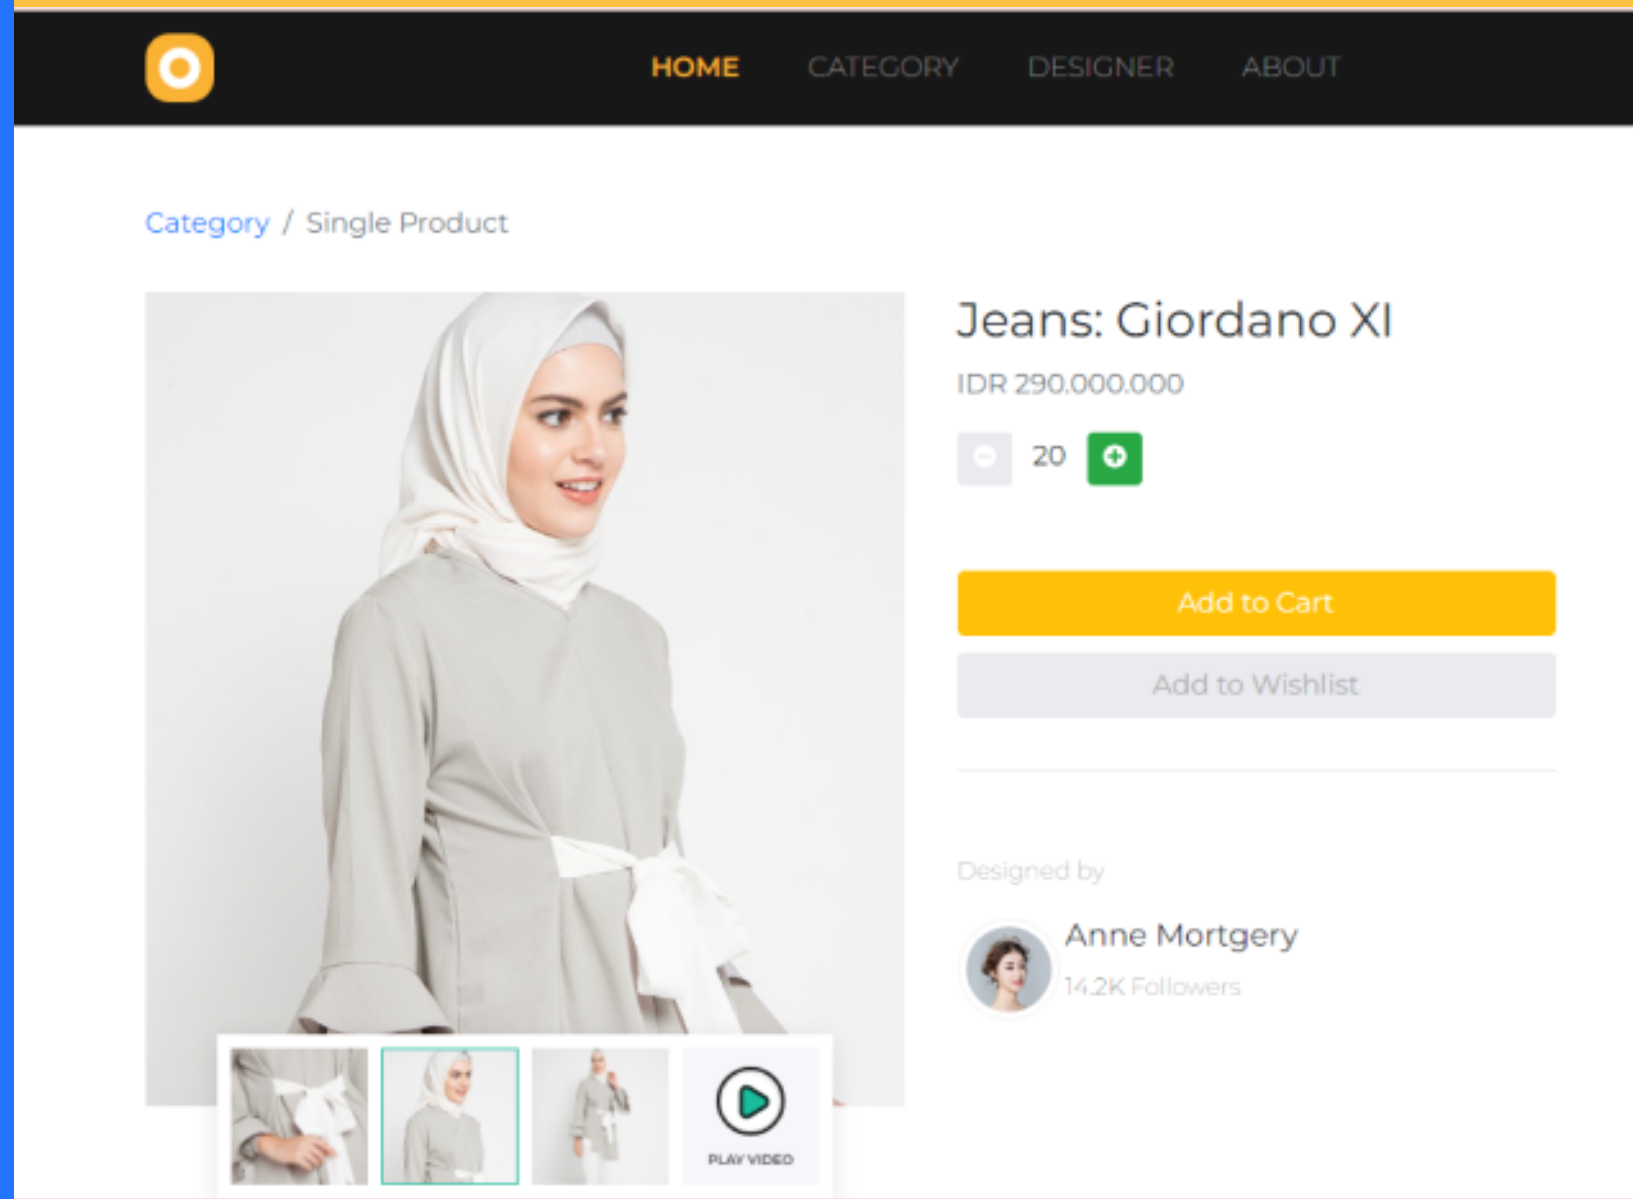 HOME CATEGORY DESIGNER ABOUT
Category / Single Product
Jeans: Giordano XI
IDR 290.000.000
20
Add to Cart
Add to Wishlist
Designed by
Anne Mortgery
14.2K Followers
PLAY VIDEO